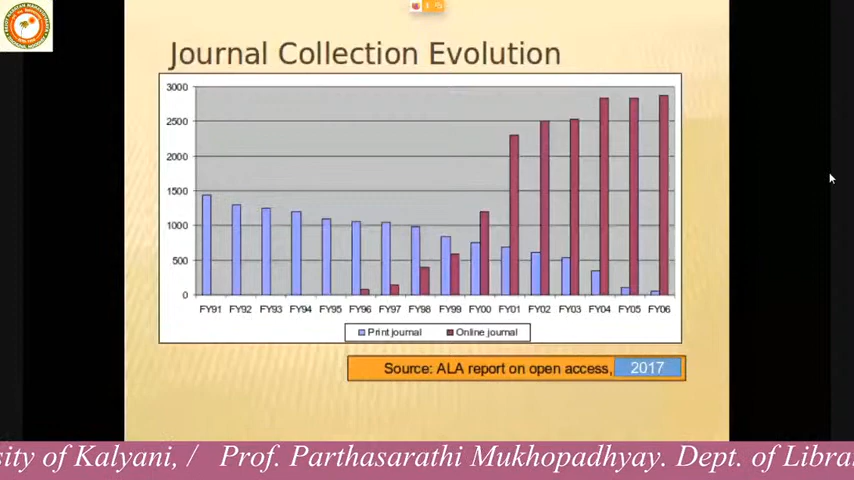 Journal Collection Evolution
3000
2500
2000
1500
1000
500
0
FY91 FY92 FY93 FY94 FY95 FY96 FY97 FY98 FY99 FY00 FY01 FY02 FY03 FY04 FY05 FY06
Print journal Online journal
Source: ALA report on open access, 2017
sity of Kalyani, / Prof. Parthasarathi Mukhopadhyay. Dept. of Libra